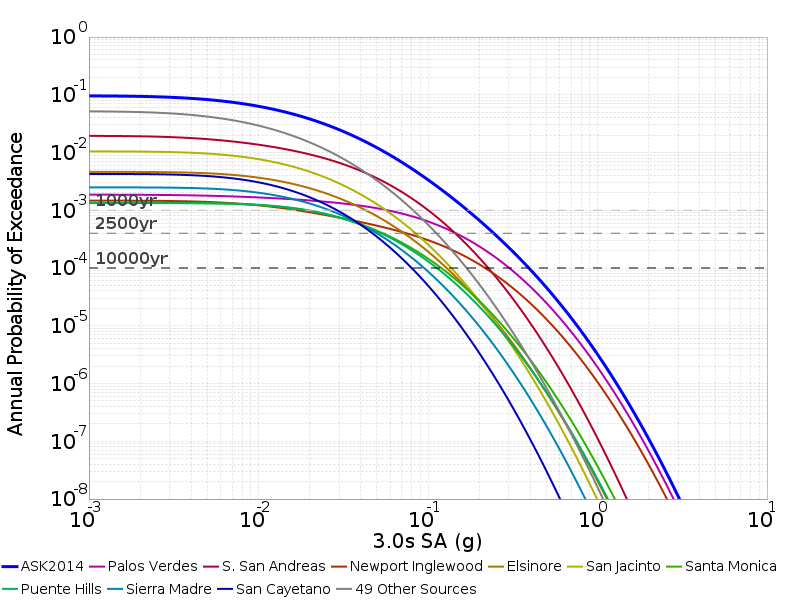 10^0
10^-1
10^-2
10^-3
10^-4
10^-5
10^-6
10^-7
10^-8
Annual Probability of Exceedance
1000yr
2500yr
10000yr
10^-3 10^-2 10^-1 10^0 10^1
3.0s SA (g)
ASK2014 Palos Verdes S. San Andreas Newport Inglewood Elsinore San Jacinto Santa Monica
Puente Hills Sierra Madre San Cayetano 49 Other Sources